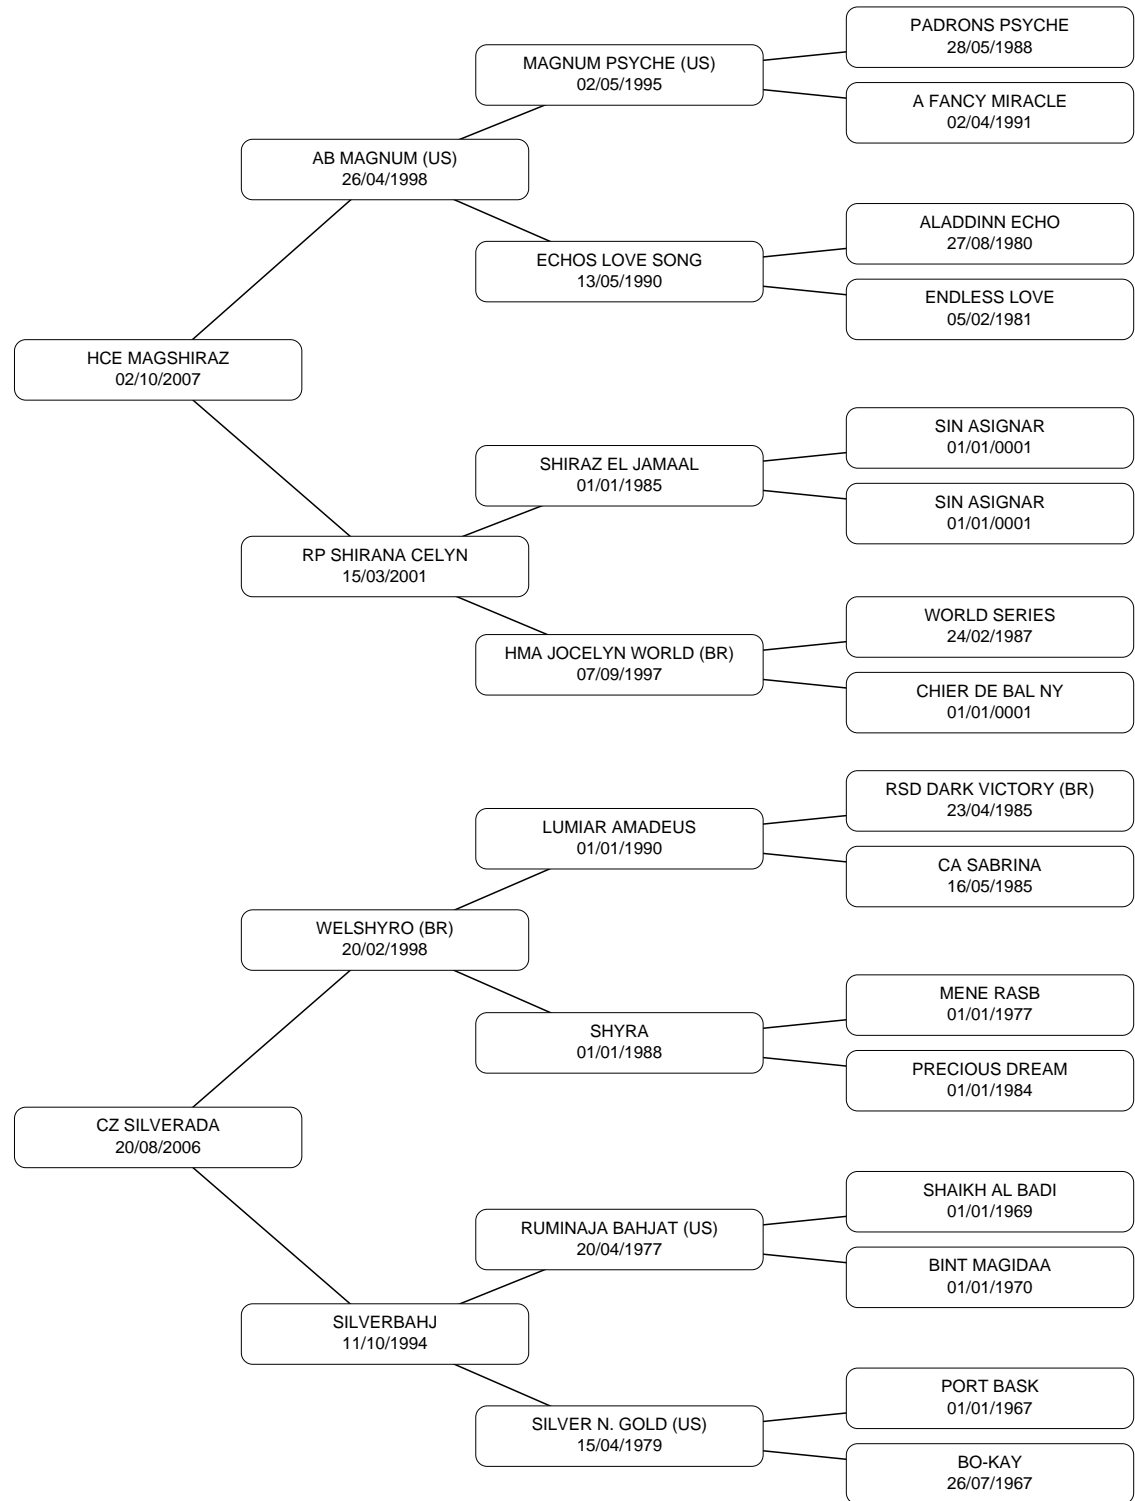 PADRONS PSYCHE
28/05/1988
MAGNUM PSYCHE (US)
02/05/1995
A FANCY MIRACLE
02/04/1991
AB MAGNUM (US)
26/04/1998
ALADDINN ECHO
27/08/1980
ECHOS LOVE SONG
13/05/1990
ENDLESS LOVE
05/02/1981
HCE MAGSHIRAZ
02/10/2007
SIN ASIGNAR
01/01/0001
SHIRAZ EL JAMAAL
01/01/1985
SIN ASIGNAR
01/01/0001
RP SHIRANA CELYN
15/03/2001
WORLD SERIES
24/02/1987
HMA JOCELYN WORLD (BR)
07/09/1997
CHIER DE BAL NY
01/01/0001
RSD DARK VICTORY (BR)
23/04/1985
LUMIAR AMADEUS
01/01/1990
CA SABRINA
16/05/1985
WELSHYRO (BR)
20/02/1998
MENE RASB
01/01/1977
SHYRA
01/01/1988
PRECIOUS DREAM
01/01/1984
CZ SILVERADA
20/08/2006
SHAIKH AL BADI
01/01/1969
RUMINAJA BAHJAT (US)
20/04/1977
BINT MAGIDAA
01/01/1970
SILVERBAHJ
11/10/1994
PORT BASK
01/01/1967
SILVER N. GOLD (US)
15/04/1979
BO-KAY
26/07/1967